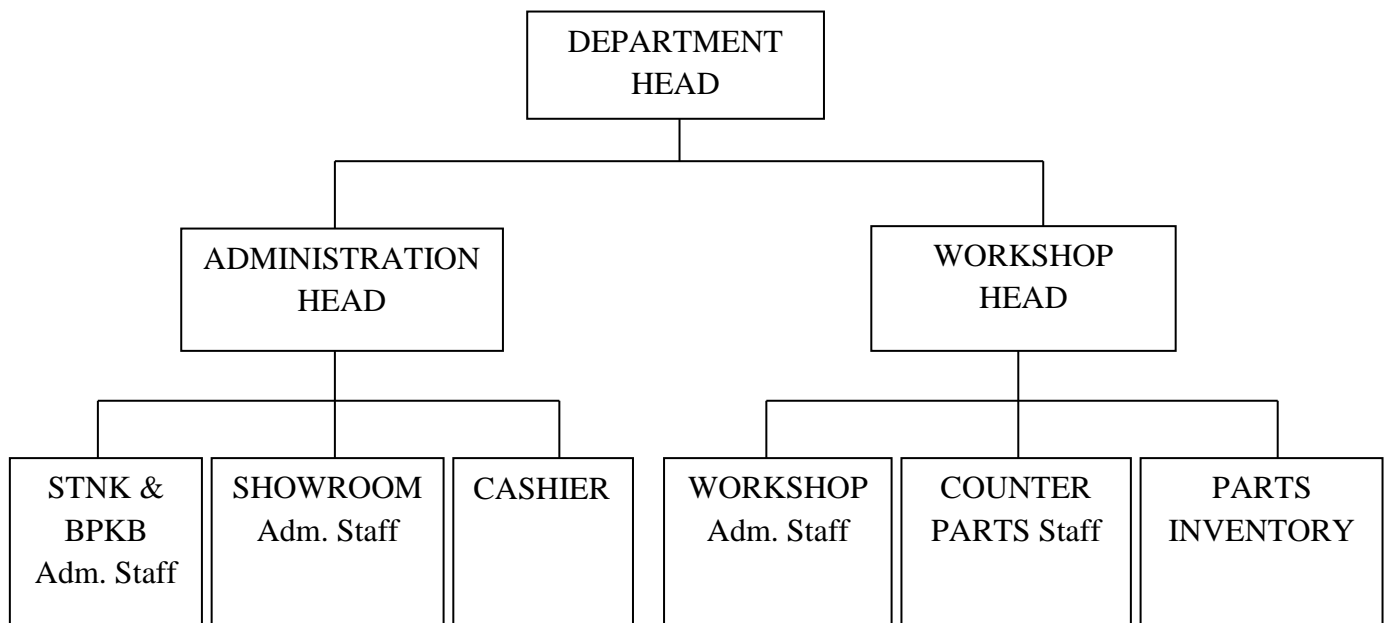 DEPARTMENT
HEAD
ADMINISTRATION
HEAD
WORKSHOP
HEAD
STNK &
BPKB
Adm. Staff
SHOWROOM
Adm. Staff
CASHIER
WORKSHOP
Adm. Staff
COUNTER
PARTS Staff
PARTS
INVENTORY